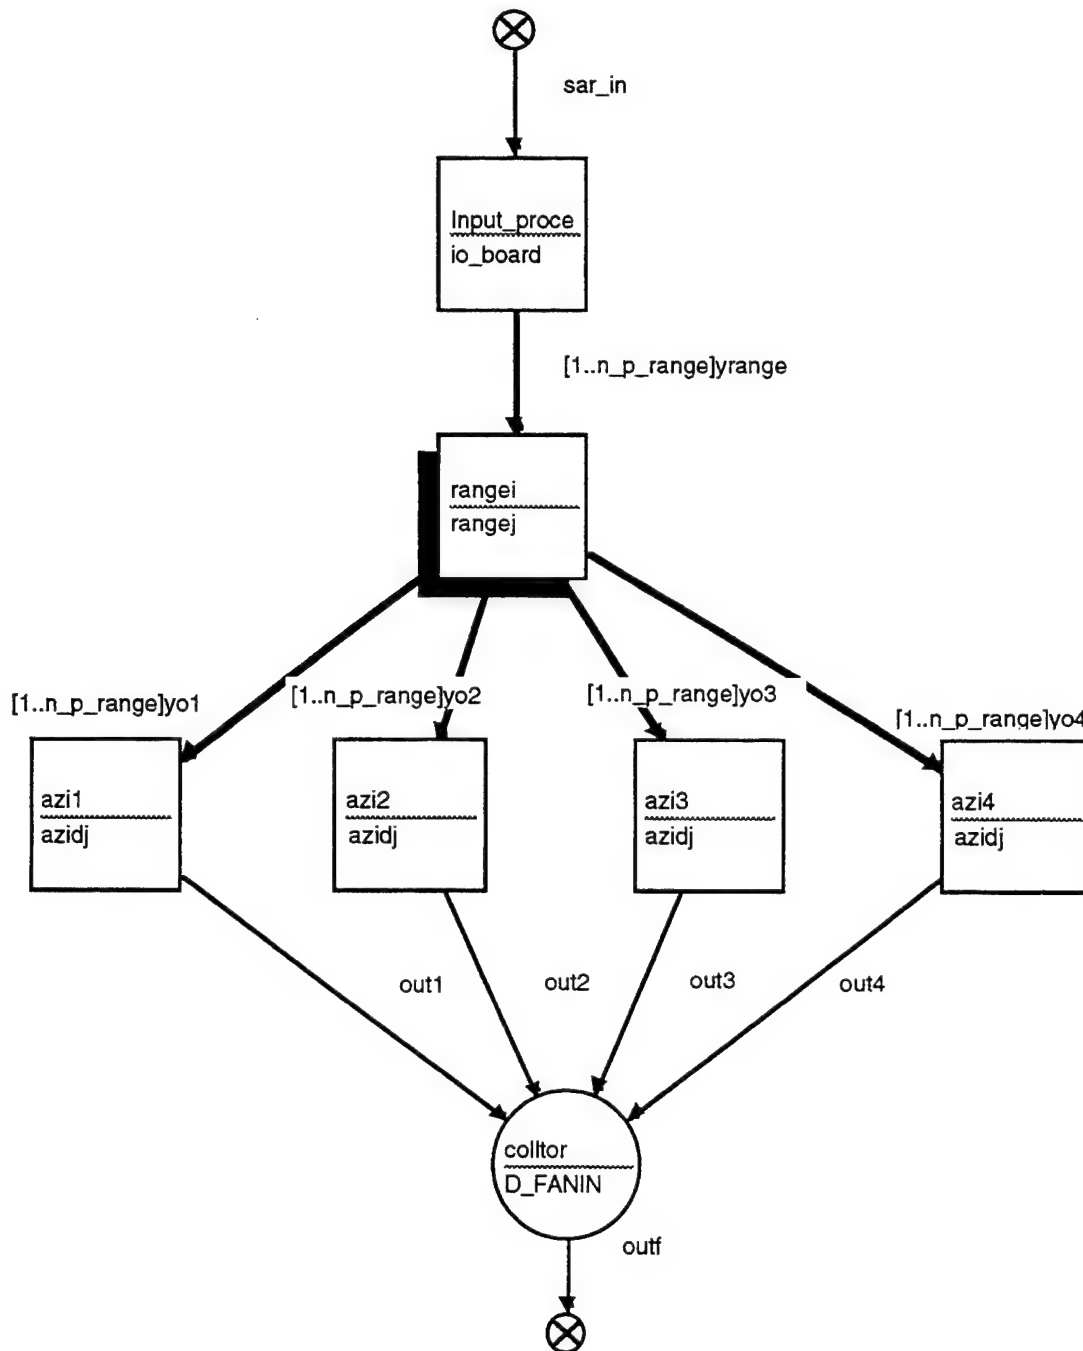 sar_in
Input_proce
io_board
[1..n_p_range]yrange
rangei
rangej
[1..n_p_range]yo1
[1..n_p_range]yo2
[1..n_p_range]yo3
[1..n_p_range]yo4
azi1
azidj
azi2
azidj
azi3
azidj
azi4
azidj
out1
out2
out3
out4
colltor
D_FANIN
outf